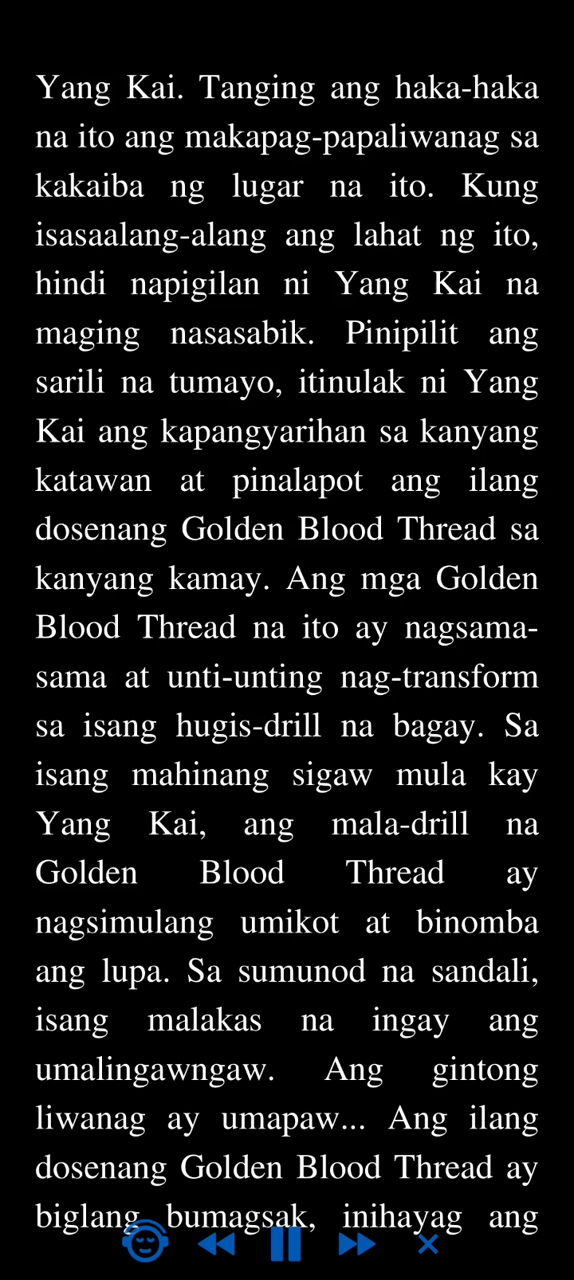 Yang Kai. Tanging ang haka-haka
na ito ang makapag-papaliwanag sa
kakaiba ng lugar na ito. Kung
isasaalang-alang ang lahat ng ito,
hindi napigilan ni Yang Kai na
maging nasasabik. Pinipilit ang
sarili na tumayo, itinulak ni Yang
Kai ang kapangyarihan sa kanyang
katawan at pinalapot ang ilang
dosenang Golden Blood Thread sa
kanyang kamay. Ang mga Golden
Blood Thread na ito ay nagsama-
sama at unti-unting nag-transform
sa isang hugis-drill na bagay. Sa
isang mahinang sigaw mula kay
Yang Kai, ang mala-drill na
Golden Blood Thread ay
nagsimulang umikot at binomba
ang lupa. Sa sumunod na sandali,
isang malakas na ingay ang
umalingawngaw. Ang gintong
liwanag ay umapaw... Ang ilang
dosenang Golden Blood Thread ay
biglang bumagsak, inihayag ang